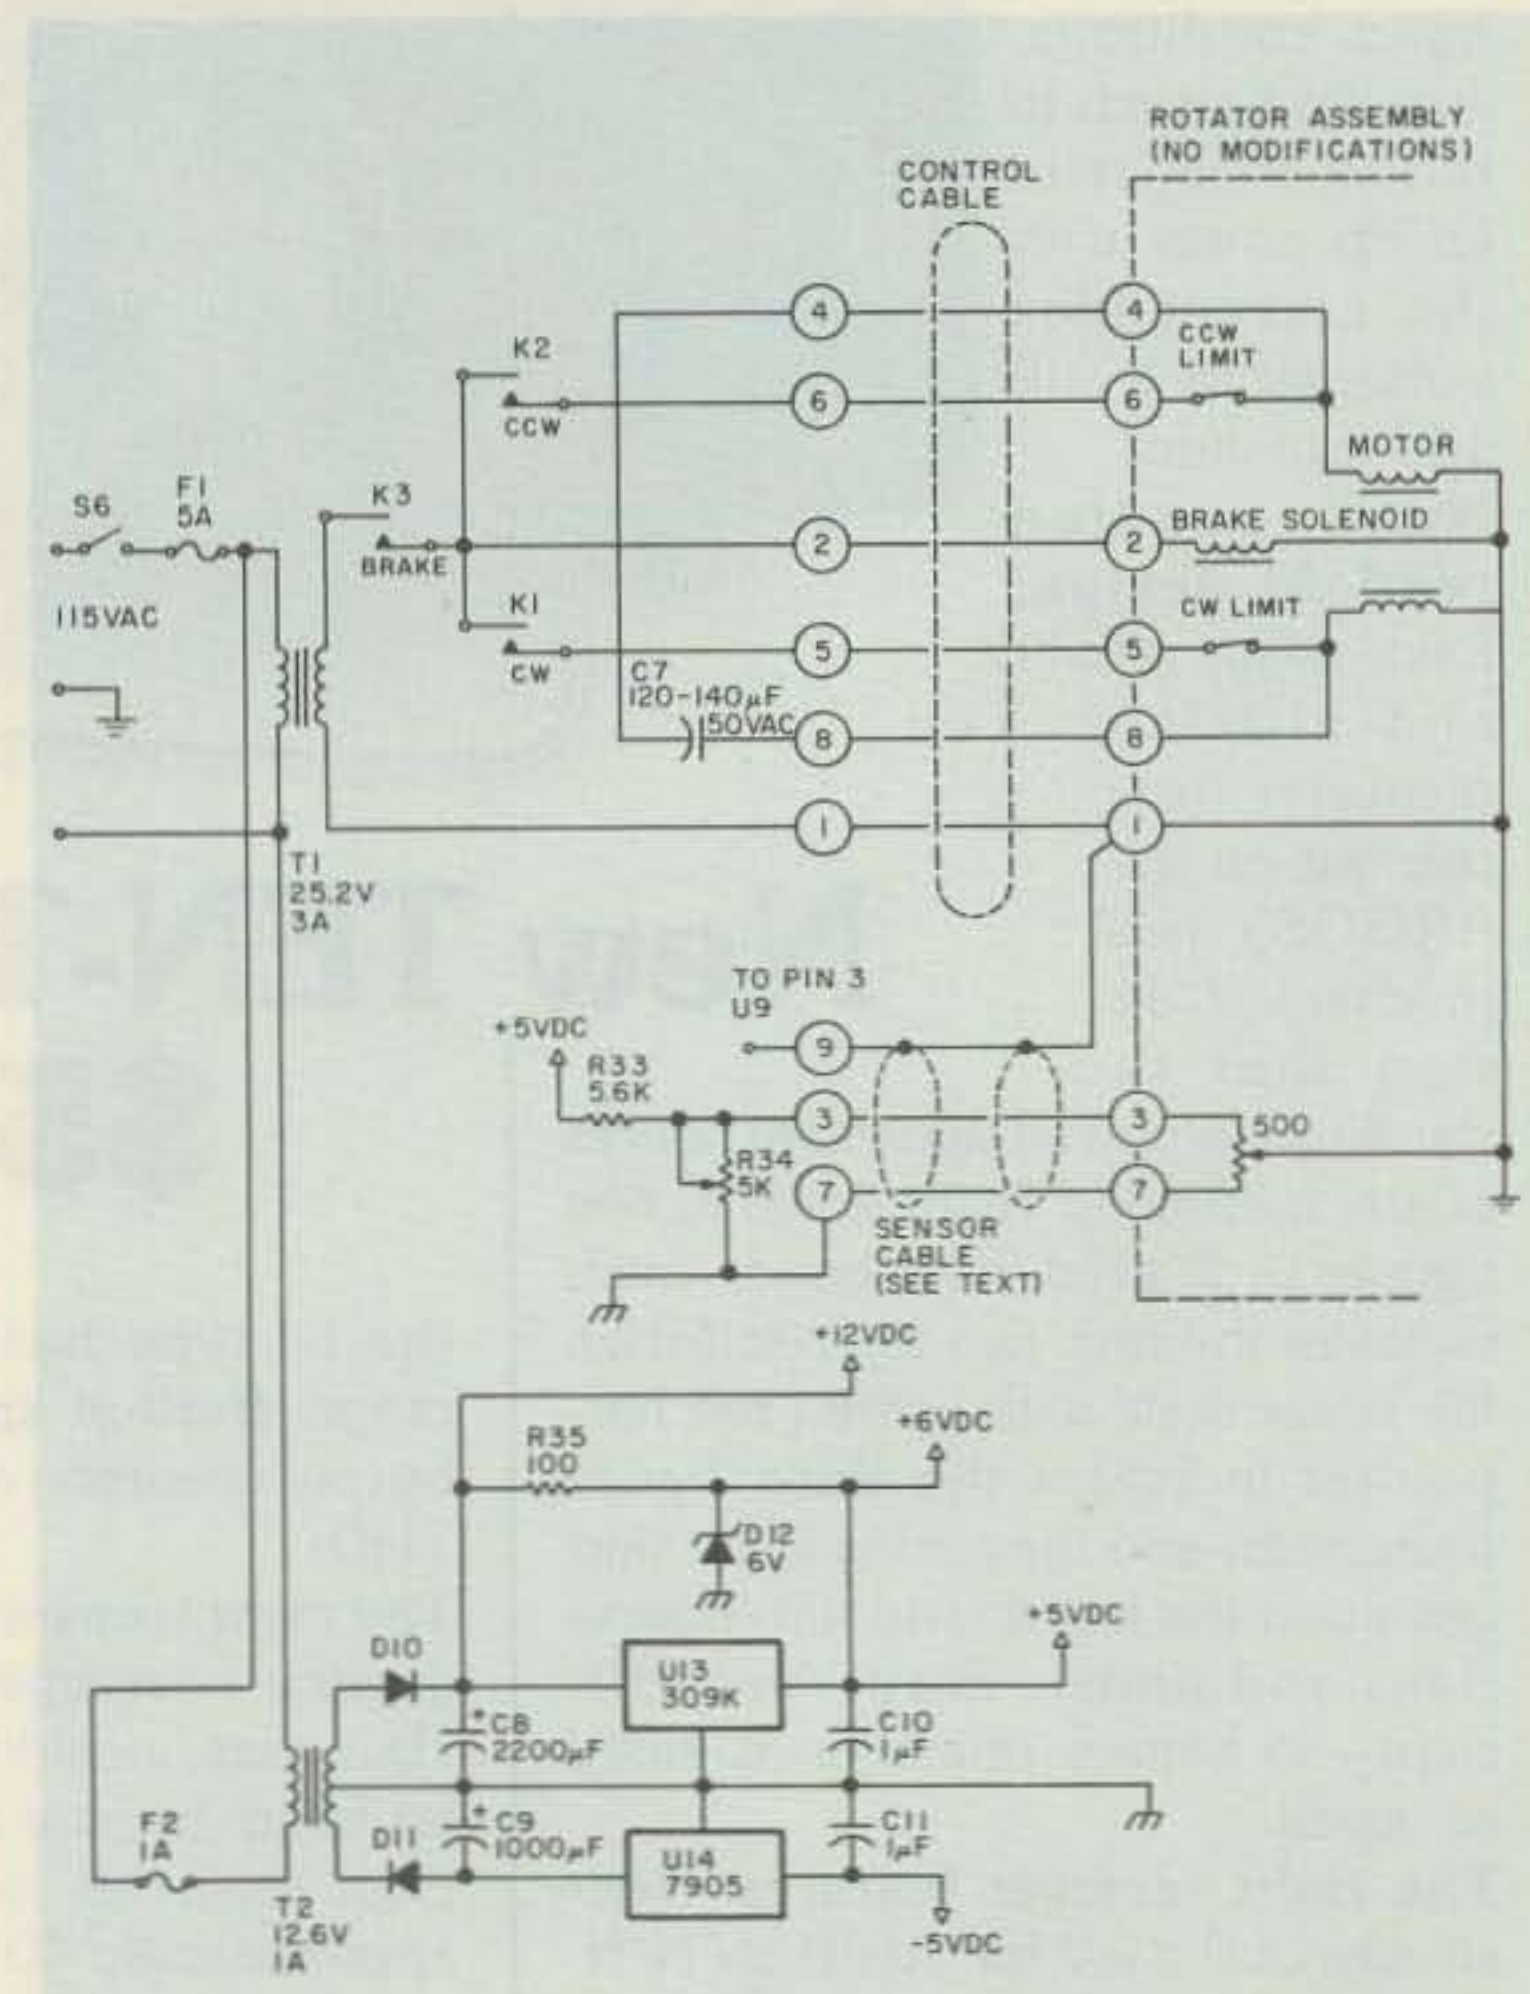 ROTATOR ASSEMBLY
(NO MODIFICATIONS)
CONTROL
CABLE
4
4
CCW
LIMIT
K2
6
6
CCW
MOTOR
S6
F1
5A
K3
BRAKE SOLENOID
2
2
BRAKE
115VAC
K1
CW LIMIT
5
5
CW
C7
120-140µF
50VAC
8
8
1
1
T1
25.2V
3A
TO PIN 3
U9
+5VDC
9
R33
5.6K
3
3
500
R34
5K
7
7
SENSOR
CABLE
(SEE TEXT)
+12VDC
+6VDC
R35
100
D12
6V
+5VDC
D10
U13
309K
+
C8
2200µF
C10
1µF
F2
1A
D11
+
C9
1000µF
C11
1µF
U14
7905
T2
12.6V
1A
-5VDC